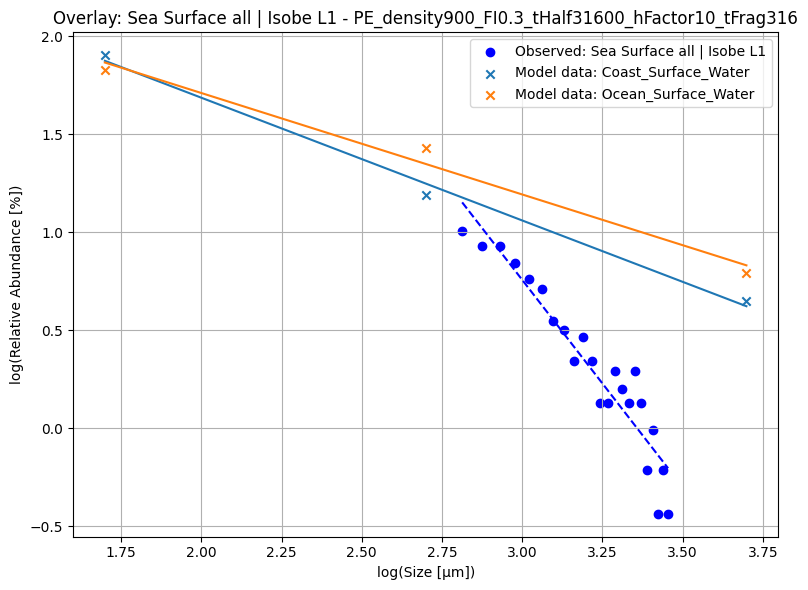 Overlay: Sea Surface all | Isobe L1 - PE_density900_FI0.3_tHalf31600_hFactor10_tFrag316
Observed: Sea Surface all | Isobe L1
Model data: Coast_Surface_Water
Model data: Ocean_Surface_Water
log(Relative Abundance [%])
2.0
1.5
1.0
0.5
0.0
−0.5
1.75
2.00
2.25
2.50
2.75
3.00
3.25
3.50
3.75
log(Size [μm])